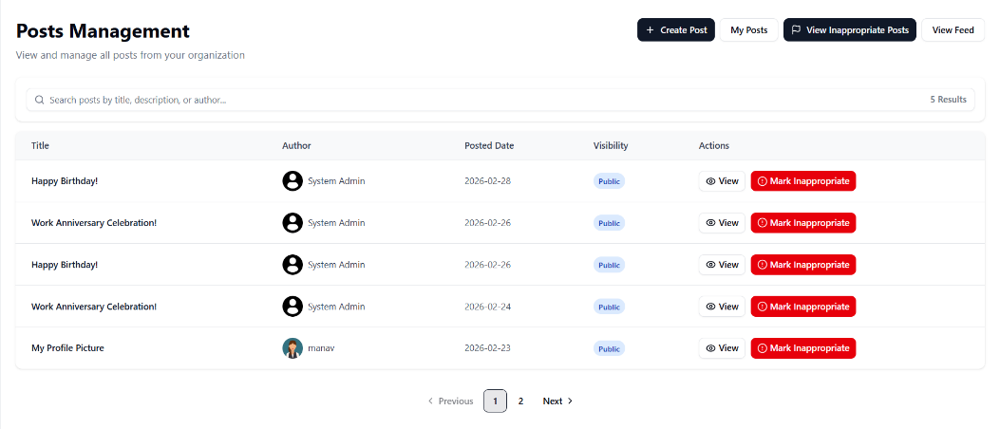 Posts Management
Create Post
My Posts
View Inappropriate Posts
View Feed
View and manage all posts from your organization
Search posts by title, description, or author...
5 Results
Title Author Posted Date Visibility Actions
Happy Birthday! System Admin 2026-02-28 Public View Mark Inappropriate
Work Anniversary Celebration! System Admin 2026-02-26 Public View Mark Inappropriate
Happy Birthday! System Admin 2026-02-26 Public View Mark Inappropriate
Work Anniversary Celebration! System Admin 2026-02-24 Public View Mark Inappropriate
My Profile Picture manav 2026-02-23 Public View Mark Inappropriate
Previous 1 2 Next